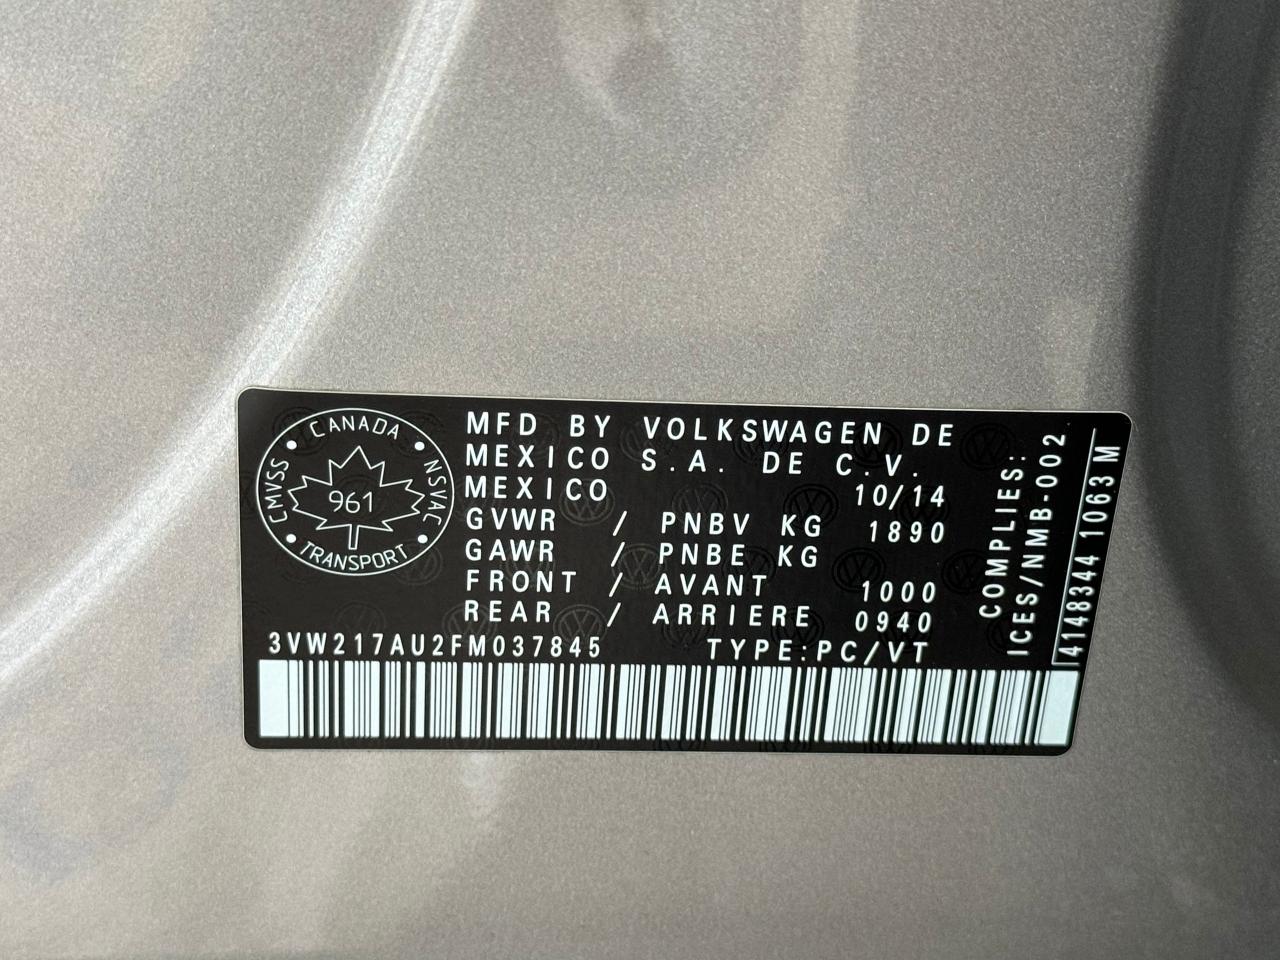 CANADA
CMVSS
961
NSVAC
TRANSPORT
MFD BY VOLKSWAGEN DE
MEXICO S.A. DE C.V.
MEXICO 10/14
GVWR / PNBV KG 1890
GAWR / PNBE KG
FRONT / AVANT 1000
REAR / ARRIERE 0940
3VW217AU2FM037845 TYPE:PC/VT
COMPLIES:
ICES/NMB-002
4148344 1063 M